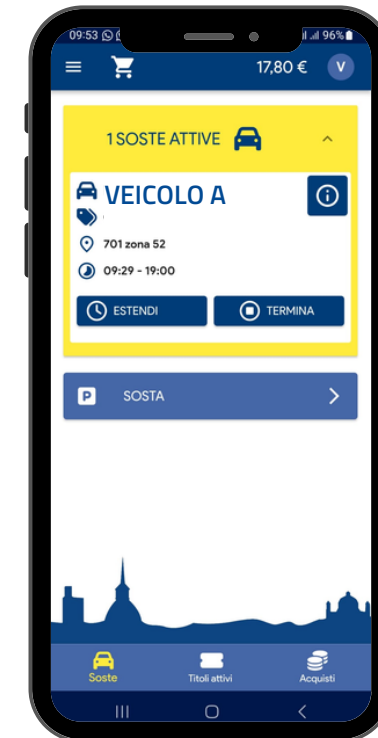 09:53 96%
17,80 € V
1 SOSTE ATTIVE
VEICOLO A
701 zona 52
09:29 - 19:00
ESTENDI TERMINA
P SOSTA
Soste Titoli attivi Acquisti